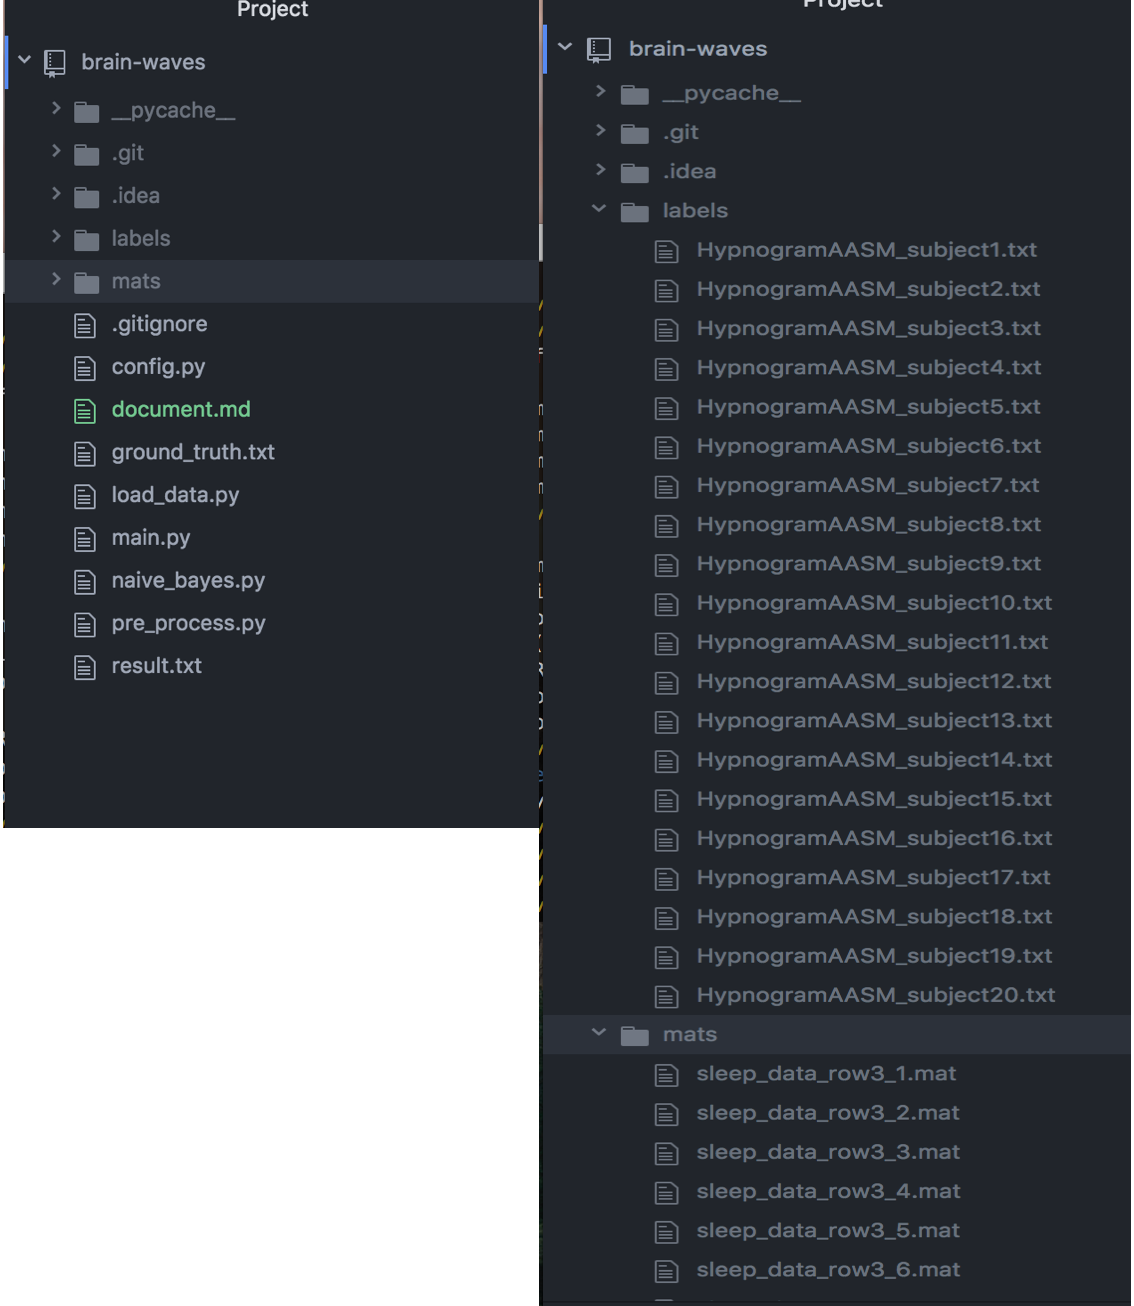 Project
brain-waves
__pycache__
.git
.idea
labels
mats
.gitignore
config.py
document.md
ground_truth.txt
load_data.py
main.py
naive_bayes.py
pre_process.py
result.txt
Project
brain-waves
__pycache__
.git
.idea
labels
HypnogramAASM_subject1.txt
HypnogramAASM_subject2.txt
HypnogramAASM_subject3.txt
HypnogramAASM_subject4.txt
HypnogramAASM_subject5.txt
HypnogramAASM_subject6.txt
HypnogramAASM_subject7.txt
HypnogramAASM_subject8.txt
HypnogramAASM_subject9.txt
HypnogramAASM_subject10.txt
HypnogramAASM_subject11.txt
HypnogramAASM_subject12.txt
HypnogramAASM_subject13.txt
HypnogramAASM_subject14.txt
HypnogramAASM_subject15.txt
HypnogramAASM_subject16.txt
HypnogramAASM_subject17.txt
HypnogramAASM_subject18.txt
HypnogramAASM_subject19.txt
HypnogramAASM_subject20.txt
mats
sleep_data_row3_1.mat
sleep_data_row3_2.mat
sleep_data_row3_3.mat
sleep_data_row3_4.mat
sleep_data_row3_5.mat
sleep_data_row3_6.mat